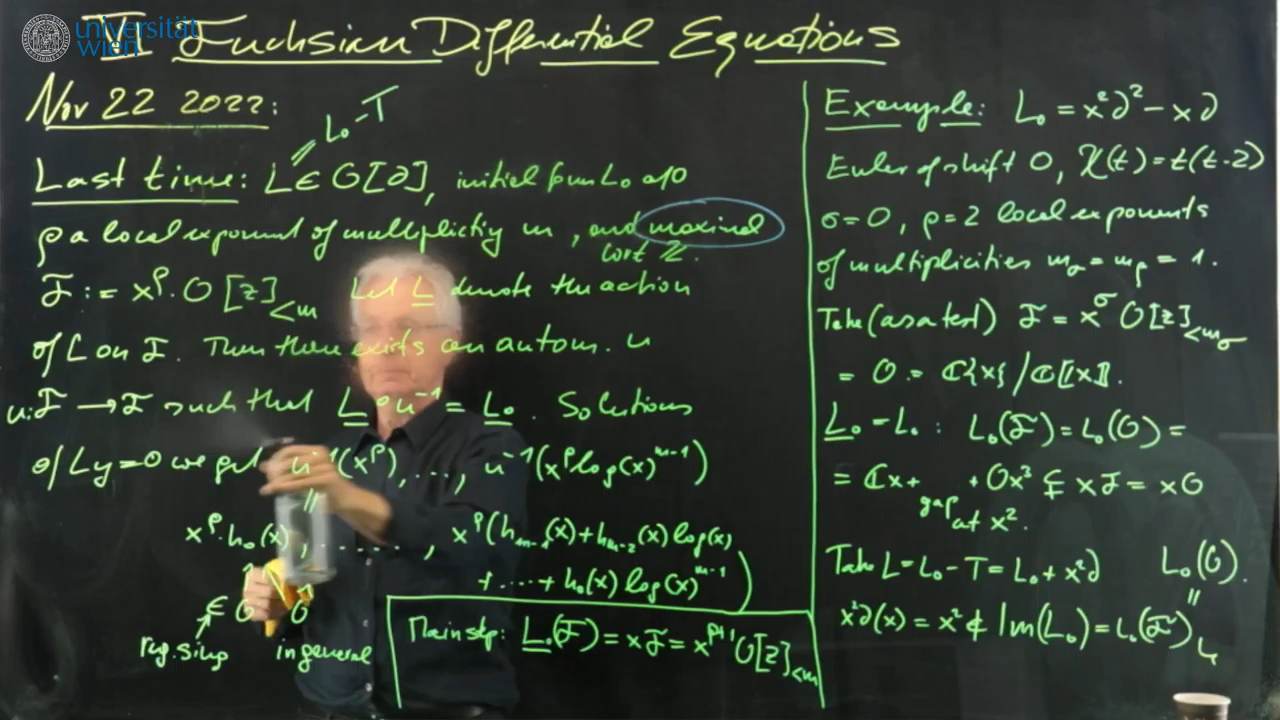 universität wien
VI Fuchsian Differential Equations
Nov 22 2022:
L₀-T
Last time: L ∈ O[∂], initial form L₀ at 0
ρ a local exponent of multiplicity m, and maximal
wrt ℤ.
F := x^ρ·O[z]_{<m} Let L denote the action
of L on F. Then there exists an autom. u
u: F → F such that L∘u⁻¹ = L₀. Solutions
of Ly=0 we get u⁻¹(x^ρ), ..., u⁻¹(x^ρ log(x)^{m-1})
x^ρ·h₀(x), ......, x^ρ(h_{m-1}(x)+h_{m-2}(x)log(x)
+....+h₀(x)log(x)^{m-1})
∈ O Ô
reg. sing in general
Main step: L₀(F) = xF = x^{ρ+1}O[z]_{<m}
Example: L₀ = x²∂² - x∂
Euler of shift 0, χ(t) = t(t-2)
σ=0, ρ=2 local exponents
of multiplicities m_σ = m_ρ = 1.
Take (as a test) F = x^σ O[z]_{<m_σ}
= O = ℂ{x} / ℂ[[x]].
L₀ = L₀ : L₀(F) = L₀(O) =
= ℂx + + Ox³ ⊊ xF = xO
gap at x².
Take L = L₀ - T = L₀ + x²∂ L₀(O).
x²∂(x) = x² ∉ Im(L₀) = L₀(F)